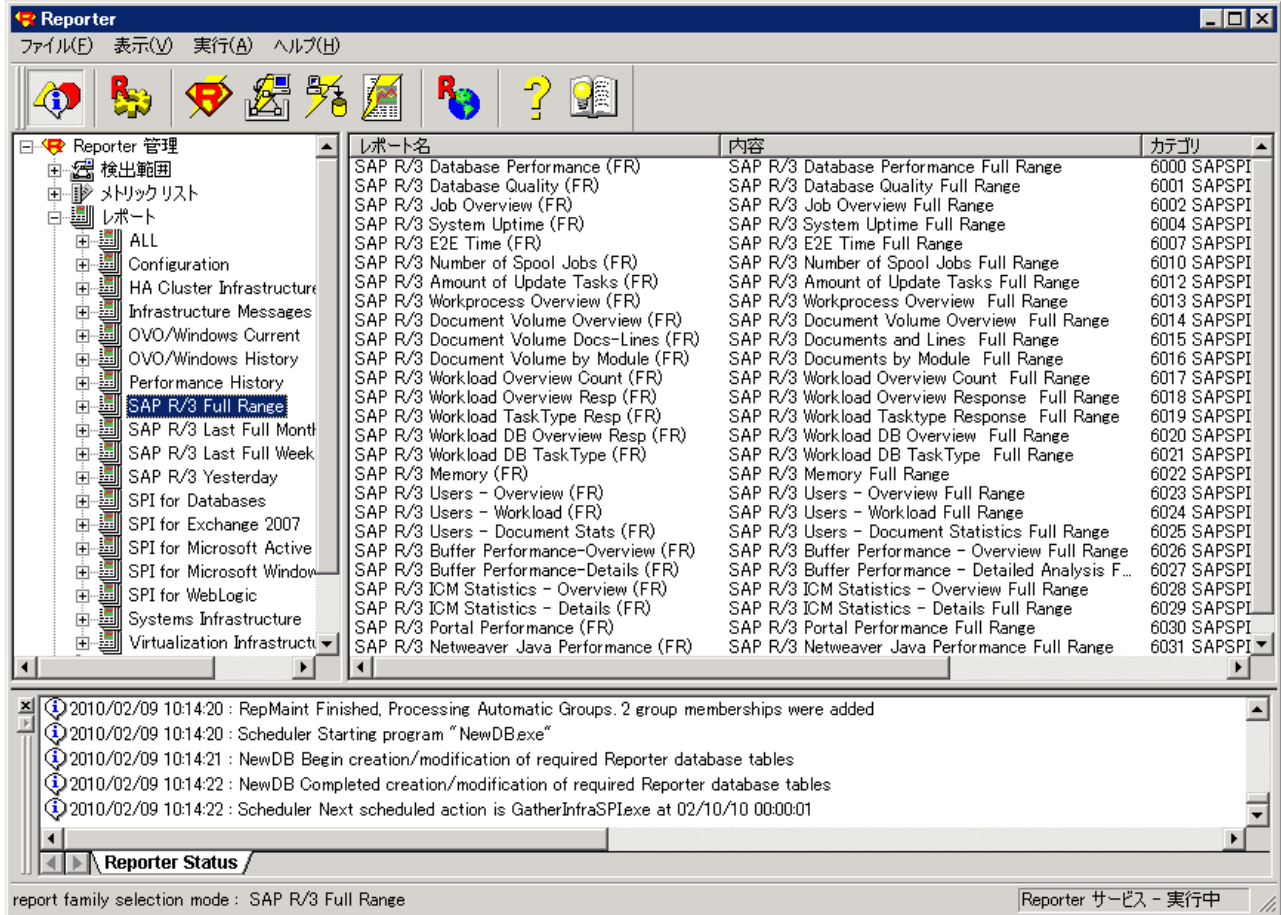 Reporter
ファイル(F) 表示(V) 実行(A) ヘルプ(H)
Reporter 管理
検出範囲
メトリック リスト
レポート
ALL
Configuration
HA Cluster Infrastructure
Infrastructure Messages
OVO/Windows Current
OVO/Windows History
Performance History
SAP R/3 Full Range
SAP R/3 Last Full Month
SAP R/3 Last Full Week
SAP R/3 Yesterday
SPI for Databases
SPI for Exchange 2007
SPI for Microsoft Active
SPI for Microsoft Window
SPI for WebLogic
Systems Infrastructure
Virtualization Infrastructu
レポート名 内容 カテゴリ
SAP R/3 Database Performance (FR) SAP R/3 Database Performance Full Range 6000 SAPSPI
SAP R/3 Database Quality (FR) SAP R/3 Database Quality Full Range 6001 SAPSPI
SAP R/3 Job Overview (FR) SAP R/3 Job Overview Full Range 6002 SAPSPI
SAP R/3 System Uptime (FR) SAP R/3 System Uptime Full Range 6004 SAPSPI
SAP R/3 E2E Time (FR) SAP R/3 E2E Time Full Range 6007 SAPSPI
SAP R/3 Number of Spool Jobs (FR) SAP R/3 Number of Spool Jobs Full Range 6010 SAPSPI
SAP R/3 Amount of Update Tasks (FR) SAP R/3 Amount of Update Tasks Full Range 6012 SAPSPI
SAP R/3 Workprocess Overview (FR) SAP R/3 Workprocess Overview Full Range 6013 SAPSPI
SAP R/3 Document Volume Overview (FR) SAP R/3 Document Volume Overview Full Range 6014 SAPSPI
SAP R/3 Document Volume Docs-Lines (FR) SAP R/3 Documents and Lines Full Range 6015 SAPSPI
SAP R/3 Document Volume by Module (FR) SAP R/3 Documents by Module Full Range 6016 SAPSPI
SAP R/3 Workload Overview Count (FR) SAP R/3 Workload Overview Count Full Range 6017 SAPSPI
SAP R/3 Workload Overview Resp (FR) SAP R/3 Workload Overview Response Full Range 6018 SAPSPI
SAP R/3 Workload TaskType Resp (FR) SAP R/3 Workload Tasktype Response Full Range 6019 SAPSPI
SAP R/3 Workload DB Overview Resp (FR) SAP R/3 Workload DB Overview Full Range 6020 SAPSPI
SAP R/3 Workload DB TaskType (FR) SAP R/3 Workload DB TaskType Full Range 6021 SAPSPI
SAP R/3 Memory (FR) SAP R/3 Memory Full Range 6022 SAPSPI
SAP R/3 Users - Overview (FR) SAP R/3 Users - Overview Full Range 6023 SAPSPI
SAP R/3 Users - Workload (FR) SAP R/3 Users - Workload Full Range 6024 SAPSPI
SAP R/3 Users - Document Stats (FR) SAP R/3 Users - Document Statistics Full Range 6025 SAPSPI
SAP R/3 Buffer Performance-Overview (FR) SAP R/3 Buffer Performance - Overview Full Range 6026 SAPSPI
SAP R/3 Buffer Performance-Details (FR) SAP R/3 Buffer Performance - Detailed Analysis F... 6027 SAPSPI
SAP R/3 ICM Statistics - Overview (FR) SAP R/3 ICM Statistics - Overview Full Range 6028 SAPSPI
SAP R/3 ICM Statistics - Details (FR) SAP R/3 ICM Statistics - Details Full Range 6029 SAPSPI
SAP R/3 Portal Performance (FR) SAP R/3 Portal Performance Full Range 6030 SAPSPI
SAP R/3 Netweaver Java Performance (FR) SAP R/3 Netweaver Java Performance Full Range 6031 SAPSPI
2010/02/09 10:14:20 : RepMaint Finished, Processing Automatic Groups. 2 group memberships were added
2010/02/09 10:14:20 : Scheduler Starting program "NewDB.exe"
2010/02/09 10:14:21 : NewDB Begin creation/modification of required Reporter database tables
2010/02/09 10:14:22 : NewDB Completed creation/modification of required Reporter database tables
2010/02/09 10:14:22 : Scheduler Next scheduled action is GatherInfraSPI.exe at 02/10/10 00:00:01
Reporter Status
report family selection mode : SAP R/3 Full Range
Reporter サービス - 実行中